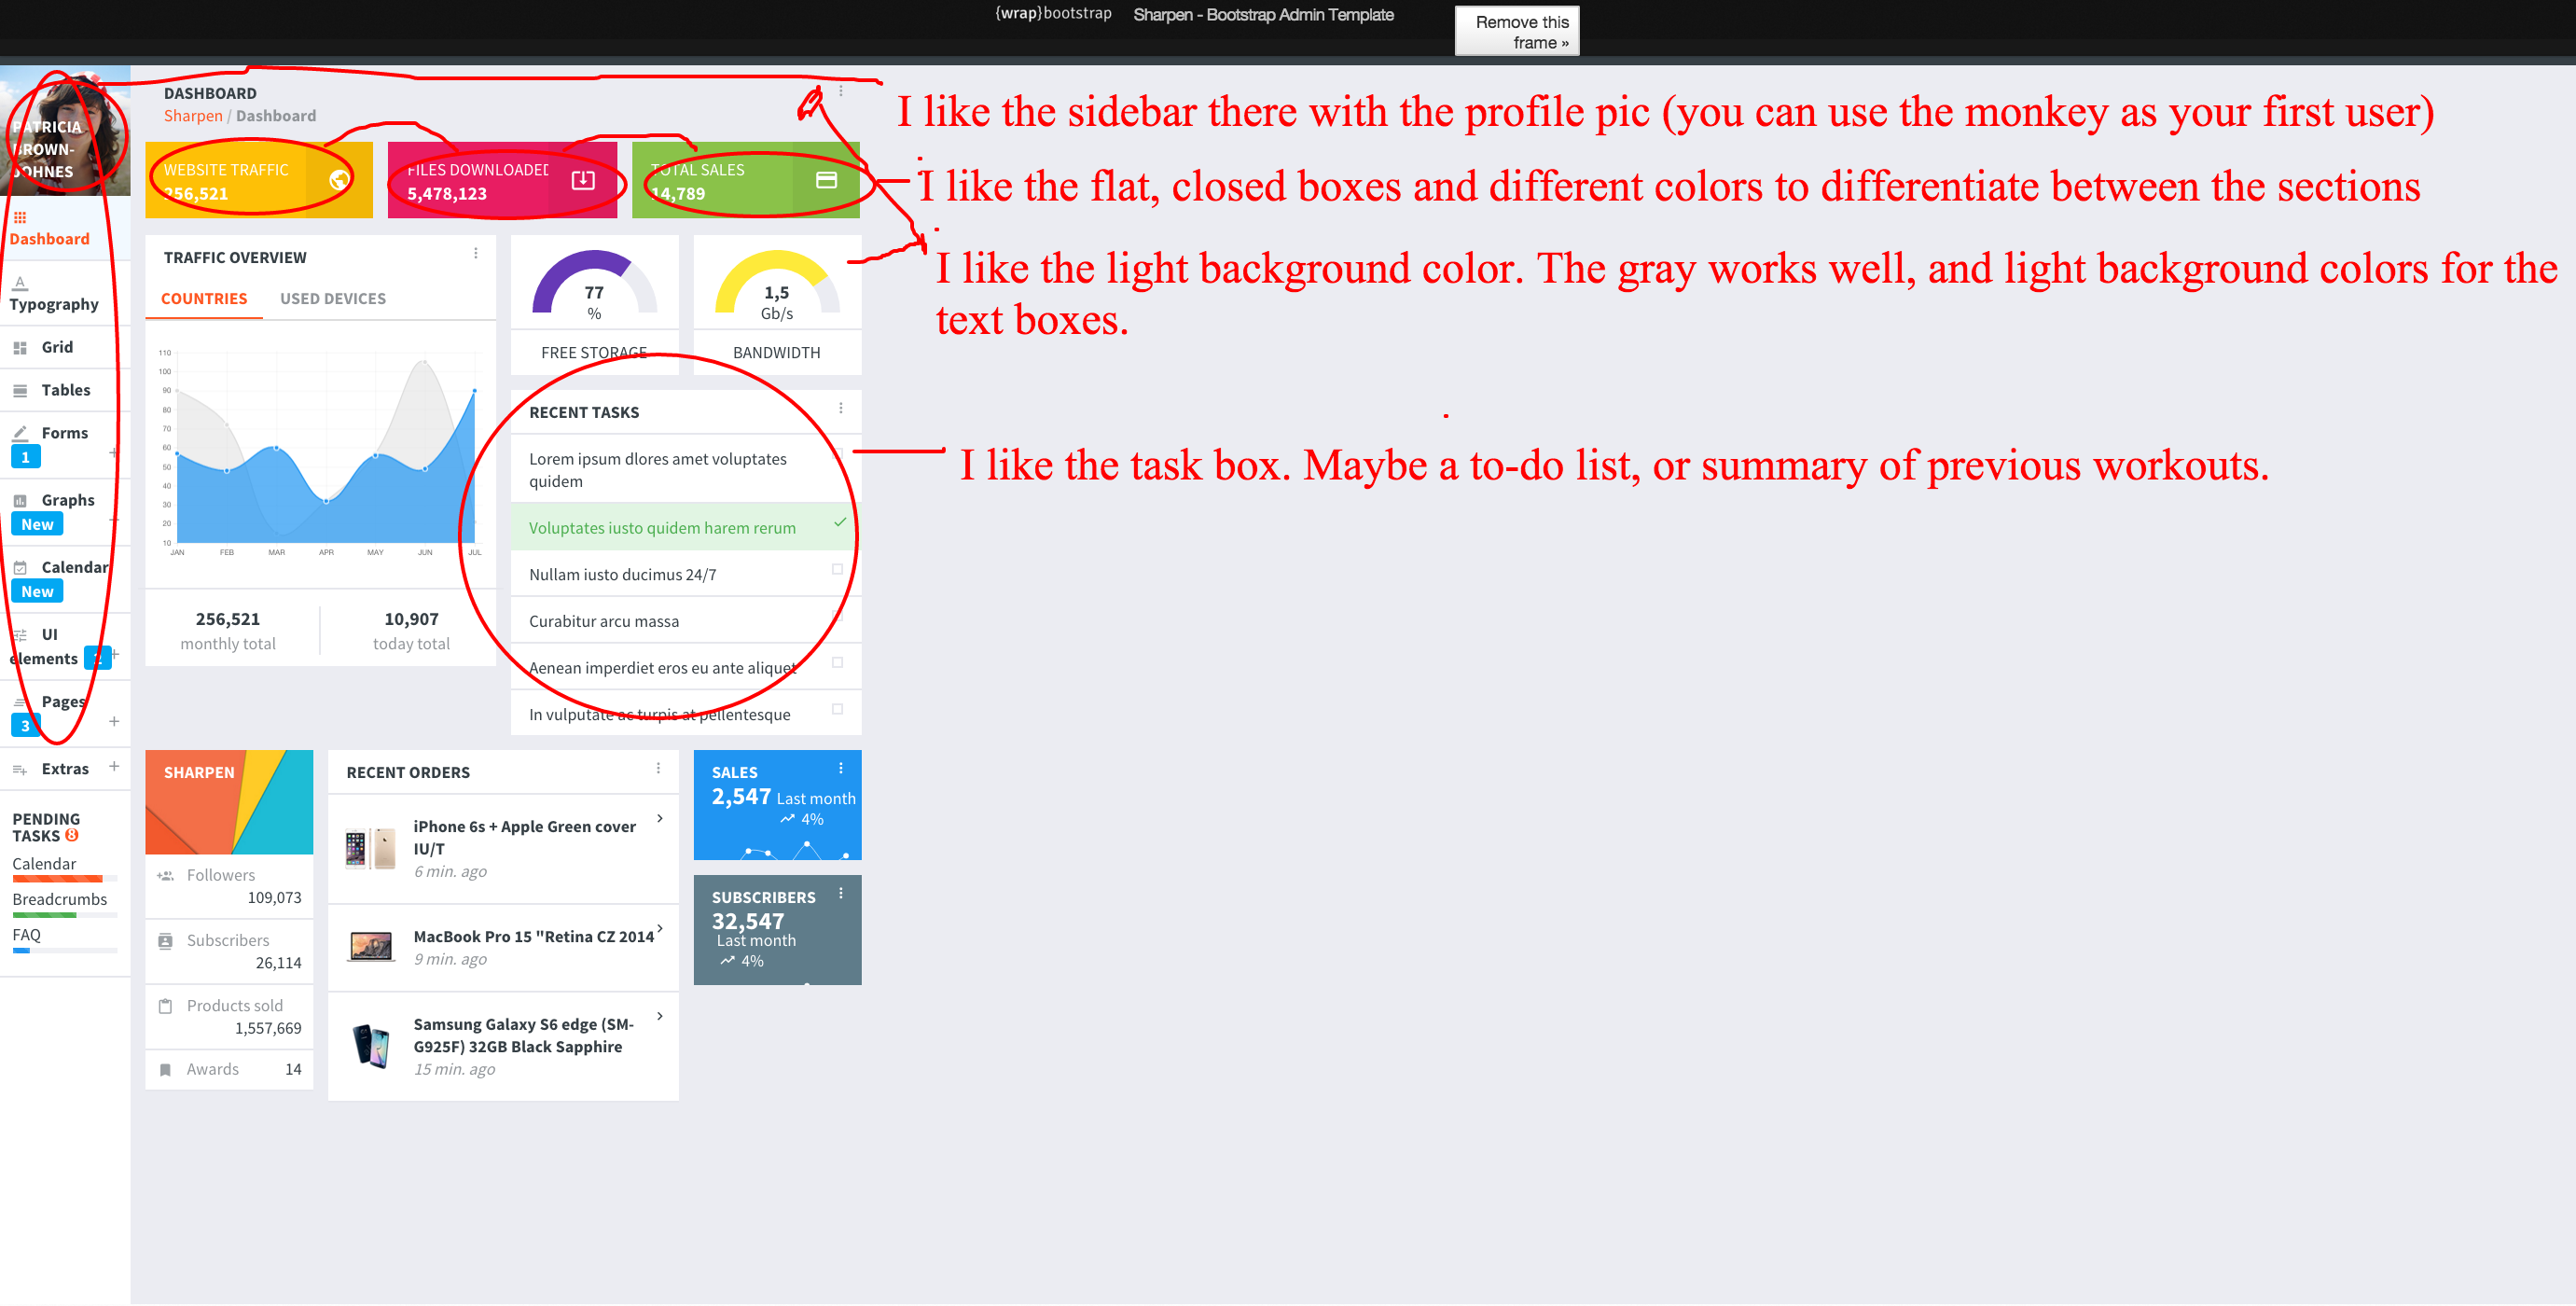 {wrap}bootstrap Sharpen - Bootstrap Admin Template
Remove this
frame »
PATRICIA
BROWN-
JOHNES
Dashboard
Typography
Grid
Tables
Forms
1
Graphs
New
Calendar
New
UI
elements 2
Pages
3
Extras
PENDING
TASKS 8
Calendar
Breadcrumbs
FAQ
DASHBOARD
Sharpen / Dashboard
WEBSITE TRAFFIC
256,521
FILES DOWNLOADED
5,478,123
TOTAL SALES
14,789
TRAFFIC OVERVIEW
COUNTRIES USED DEVICES
110
100
90
80
70
60
50
40
30
20
10
JAN FEB MAR APR MAY JUN JUL
256,521
monthly total
10,907
today total
77
%
FREE STORAGE
1,5
Gb/s
BANDWIDTH
RECENT TASKS
Lorem ipsum dlores amet voluptates
quidem
Voluptates iusto quidem harem rerum
Nullam iusto ducimus 24/7
Curabitur arcu massa
Aenean imperdiet eros eu ante aliquet
In vulputate ac turpis at pellentesque
SHARPEN
Followers
109,073
Subscribers
26,114
Products sold
1,557,669
Awards 14
RECENT ORDERS
iPhone 6s + Apple Green cover
IU/T
6 min. ago
MacBook Pro 15 "Retina CZ 2014
9 min. ago
Samsung Galaxy S6 edge (SM-
G925F) 32GB Black Sapphire
15 min. ago
SALES
2,547 Last month
4%
SUBSCRIBERS
32,547
Last month
4%
I like the sidebar there with the profile pic (you can use the monkey as your first user)
I like the flat, closed boxes and different colors to differentiate between the sections
I like the light background color. The gray works well, and light background colors for the
text boxes.
I like the task box. Maybe a to-do list, or summary of previous workouts.